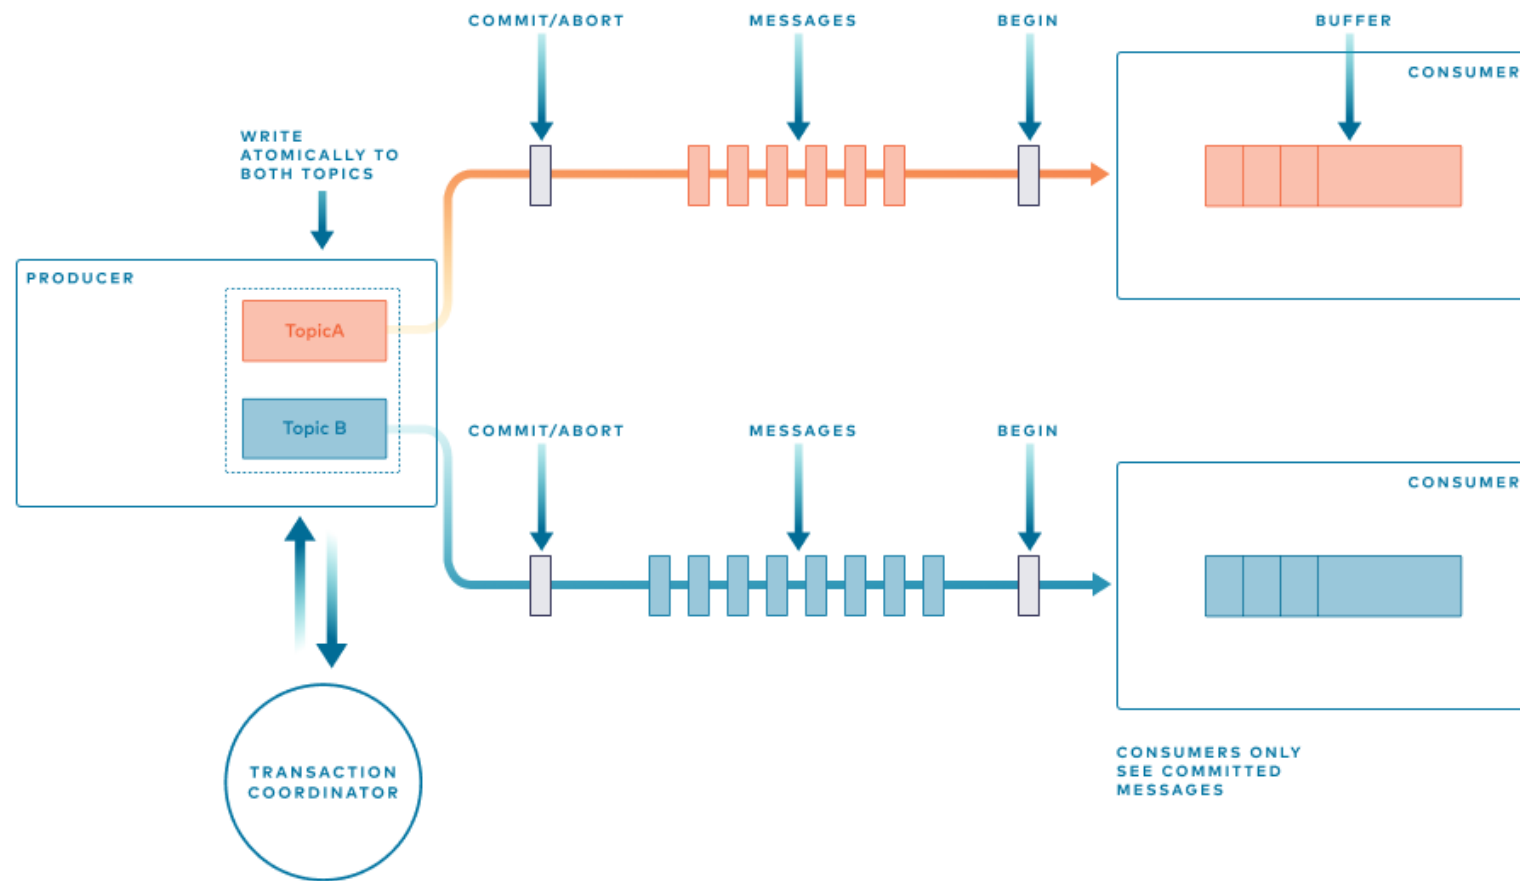 COMMIT/ABORT
MESSAGES
BEGIN
BUFFER
CONSUMER
WRITE
ATOMICALLY TO
BOTH TOPICS
PRODUCER
TopicA
Topic B
COMMIT/ABORT
MESSAGES
BEGIN
CONSUMER
TRANSACTION
COORDINATOR
CONSUMERS ONLY
SEE COMMITTED
MESSAGES